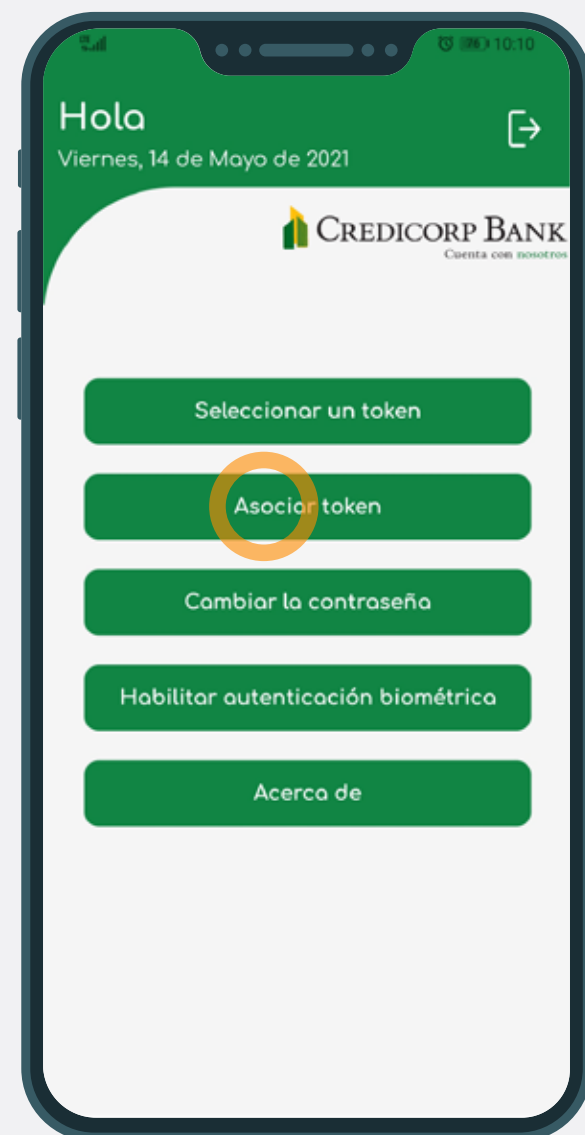 76 10:10
Hola
Viernes, 14 de Mayo de 2021
CREDICORP BANK
Cuenta con nosotros
Seleccionar un token
Asociar token
Cambiar la contraseña
Habilitar autenticación biométrica
Acerca de